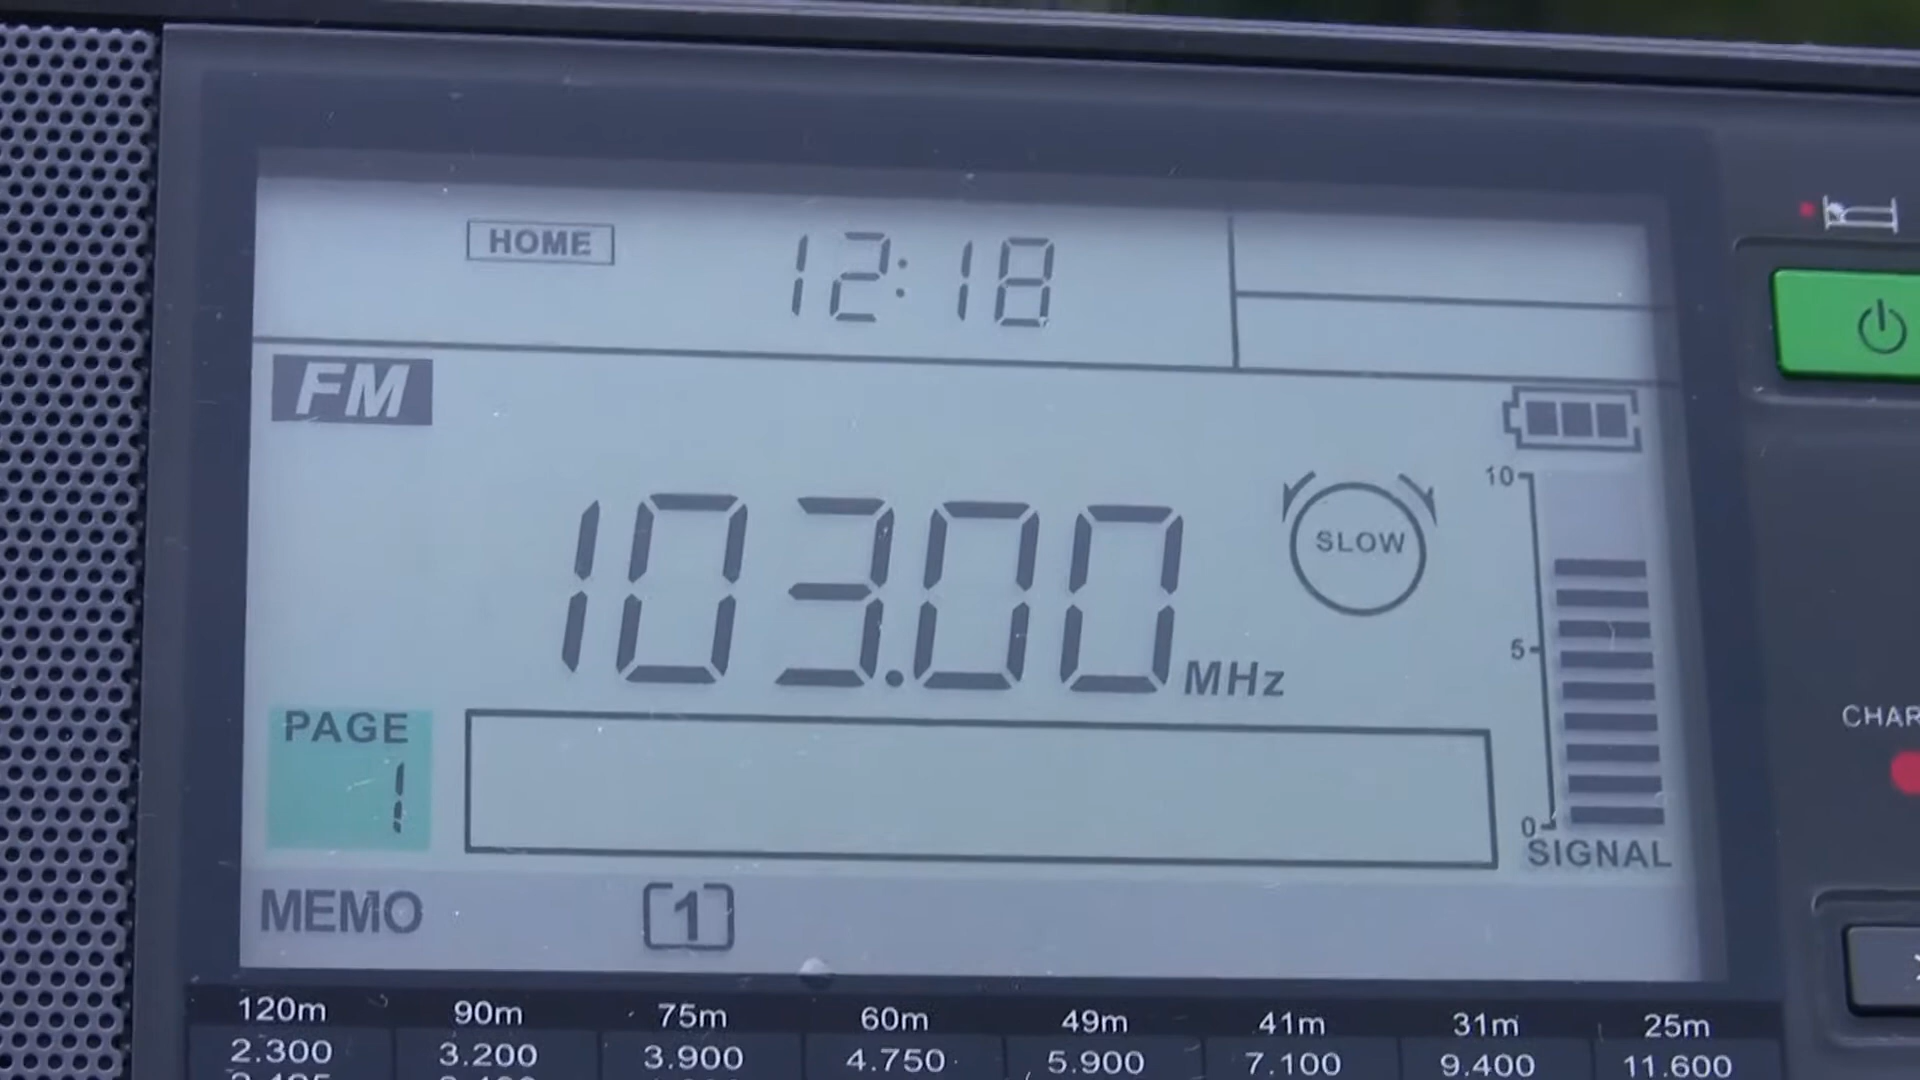 HOME 12:18
FM
103.00 MHz
SLOW
10
5
0
SIGNAL
PAGE
1
MEMO 1
CHAR
120m 90m 75m 60m 49m 41m 31m 25m
2.300 3.200 3.900 4.750 5.900 7.100 9.400 11.600